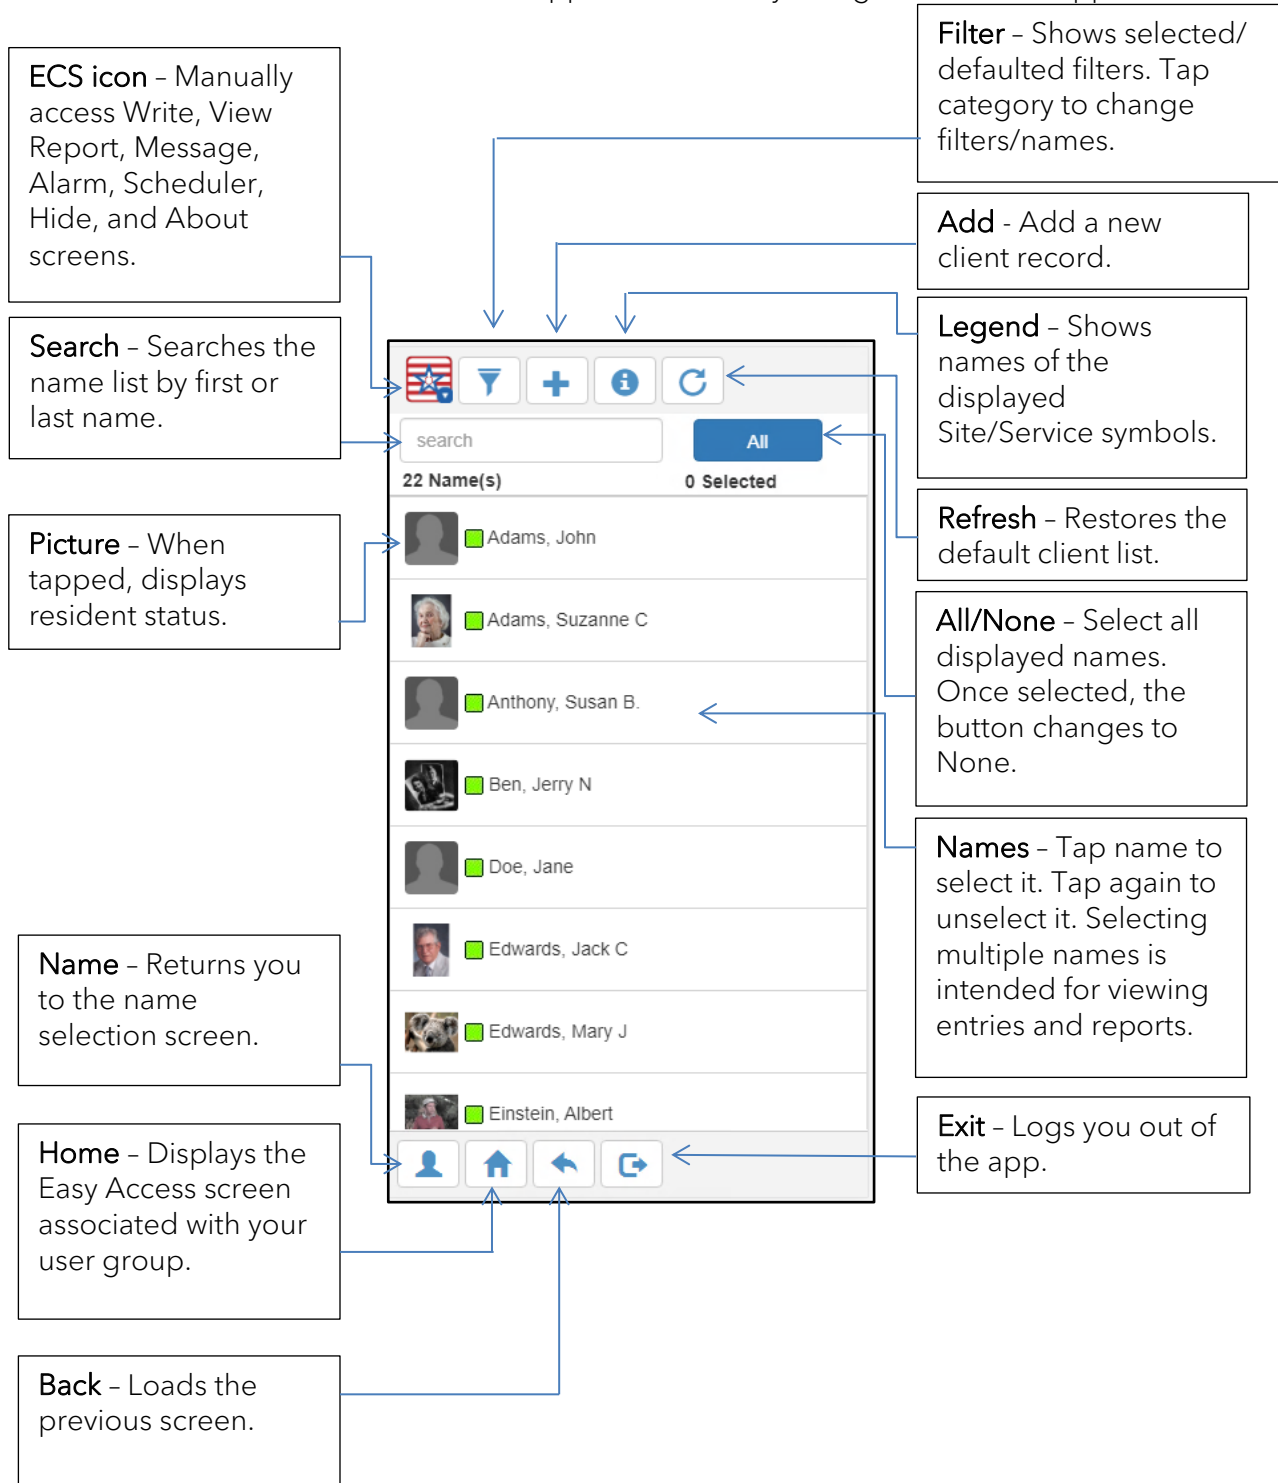 ECS icon – Manually
access Write, View
Report, Message,
Alarm, Scheduler,
Hide, and About
screens.
Search – Searches the
name list by first or
last name.
Picture – When
tapped, displays
resident status.
Name – Returns you
to the name
selection screen.
Home – Displays the
Easy Access screen
associated with your
user group.
Back – Loads the
previous screen.
search
All
22 Name(s)
0 Selected
Adams, John
Adams, Suzanne C
Anthony, Susan B.
Ben, Jerry N
Doe, Jane
Edwards, Jack C
Edwards, Mary J
Einstein, Albert
Filter – Shows selected/
defaulted filters. Tap
category to change
filters/names.
Add - Add a new
client record.
Legend – Shows
names of the
displayed
Site/Service symbols.
Refresh – Restores the
default client list.
All/None – Select all
displayed names.
Once selected, the
button changes to
None.
Names – Tap name to
select it. Tap again to
unselect it. Selecting
multiple names is
intended for viewing
entries and reports.
Exit – Logs you out of
the app.